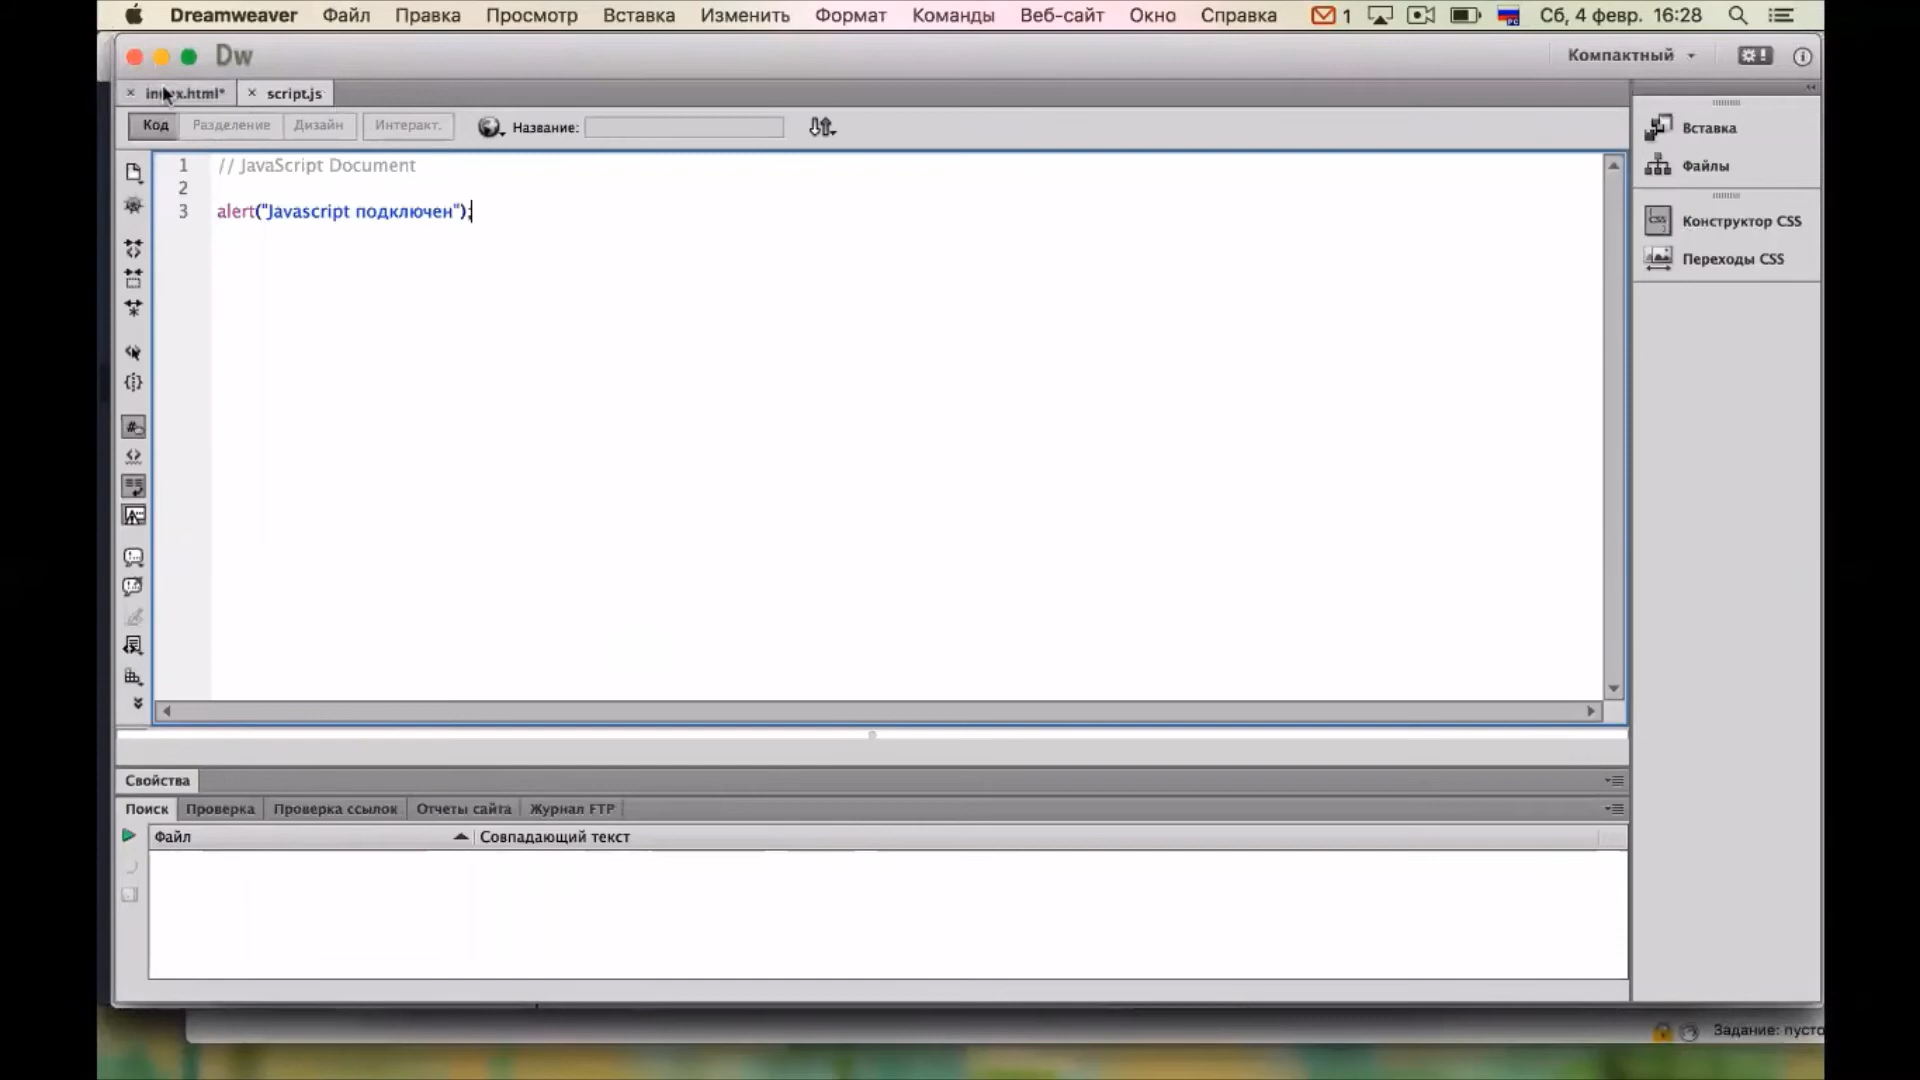 Dreamweaver Файл Правка Просмотр Вставка Изменить Формат Команды Веб-сайт Окно Справка 1 Сб, 4 февр. 16:28
Dw Компактный
index.html* script.js
Код Разделение Дизайн Интеракт. Название:
1 // JavaScript Document
2
3 alert("Javascript подключен");
Вставка
Файлы
Конструктор CSS
Переходы CSS
Свойства
Поиск Проверка Проверка ссылок Отчеты сайта Журнал FTP
Файл Совпадающий текст
Задание: пусто